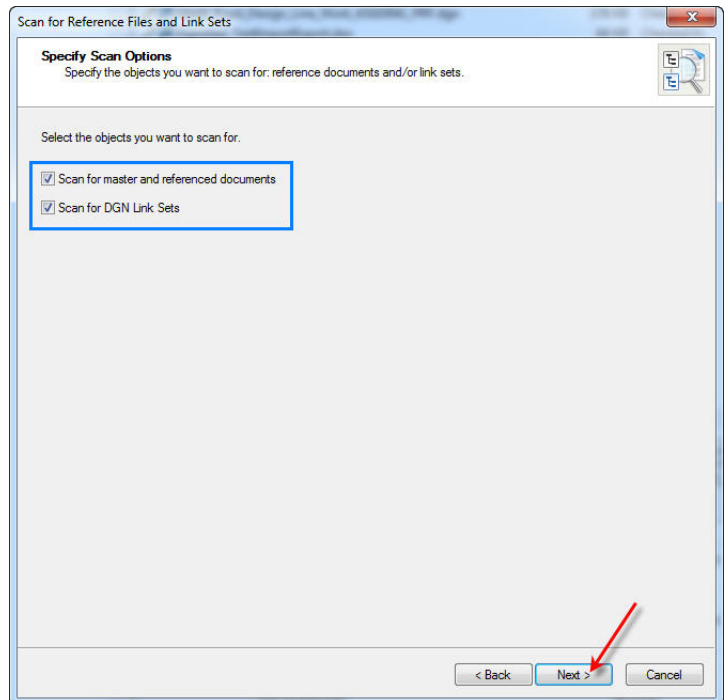 Scan for Reference Files and Link Sets
Specify Scan Options
Specify the objects you want to scan for: reference documents and/or link sets.
Select the objects you want to scan for.
Scan for master and referenced documents
Scan for DGN Link Sets
< Back
Next >
Cancel